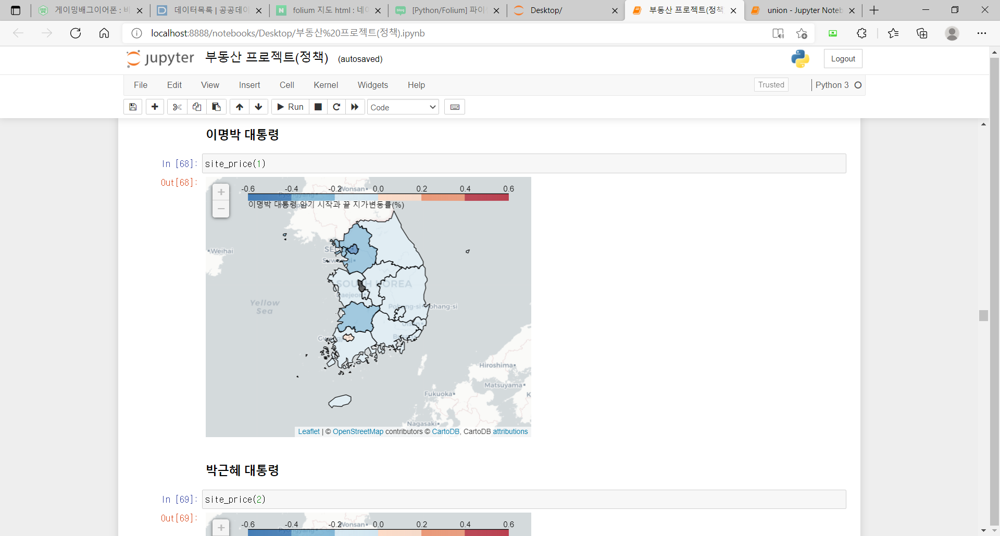 게이밍배그이어폰 : 비
데이터목록 | 공공데이
folium 지도 html : 네이
[Python/Folium] 파이
Desktop/
부동산 프로젝트(정책
union - Jupyter Noteb
localhost:8888/notebooks/Desktop/부동산%20프로젝트(정책).ipynb
jupyter 부동산 프로젝트(정책) (autosaved)
Logout
File Edit View Insert Cell Kernel Widgets Help
Trusted
Python 3
Run
Code
이명박 대통령
In [68]: site_price(1)
Out[68]:
+
−
-0.6 -0.4 -0.2 0.0 0.2 0.4 0.6
Wonsan
Pyongyang
이명박 대통령 임기 시작과 끝 지가변동률(%)
Weihai
SOUTH KOREA
Daejeon
Yellow
Sea
Pohang-si
ohang-si
Hiroshima
Matsuyama
Fukuoka
Nagasaki
Leaflet | © OpenStreetMap contributors © CartoDB, CartoDB attributions
박근혜 대통령
In [69]: site_price(2)
Out[69]:
+
-0.6 -0.4 -0.2 0.0 0.2 0.4 0.6
Wonsan
Pyongyang